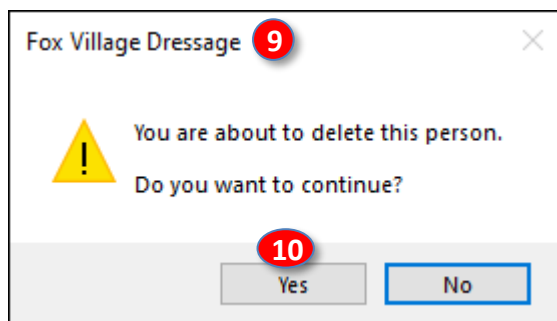 Fox Village Dressage 9
You are about to delete this person.
Do you want to continue?
10
Yes No